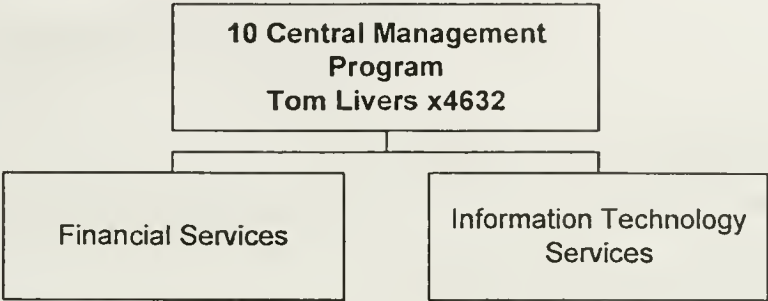 10 Central Management
Program
Tom Livers x4632
Financial Services
Information Technology
Services